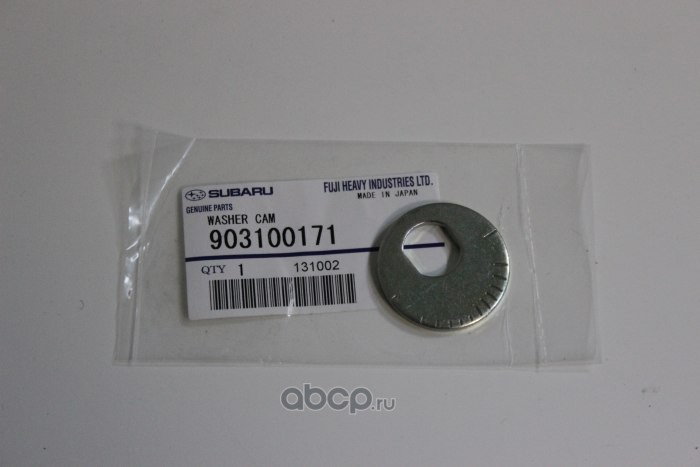 SUBARU
FUJI HEAVY INDUSTRIES LTD.
MADE IN JAPAN
GENUINE PARTS
WASHER CAM
903100171
QTY 1 131002
abcp.ru